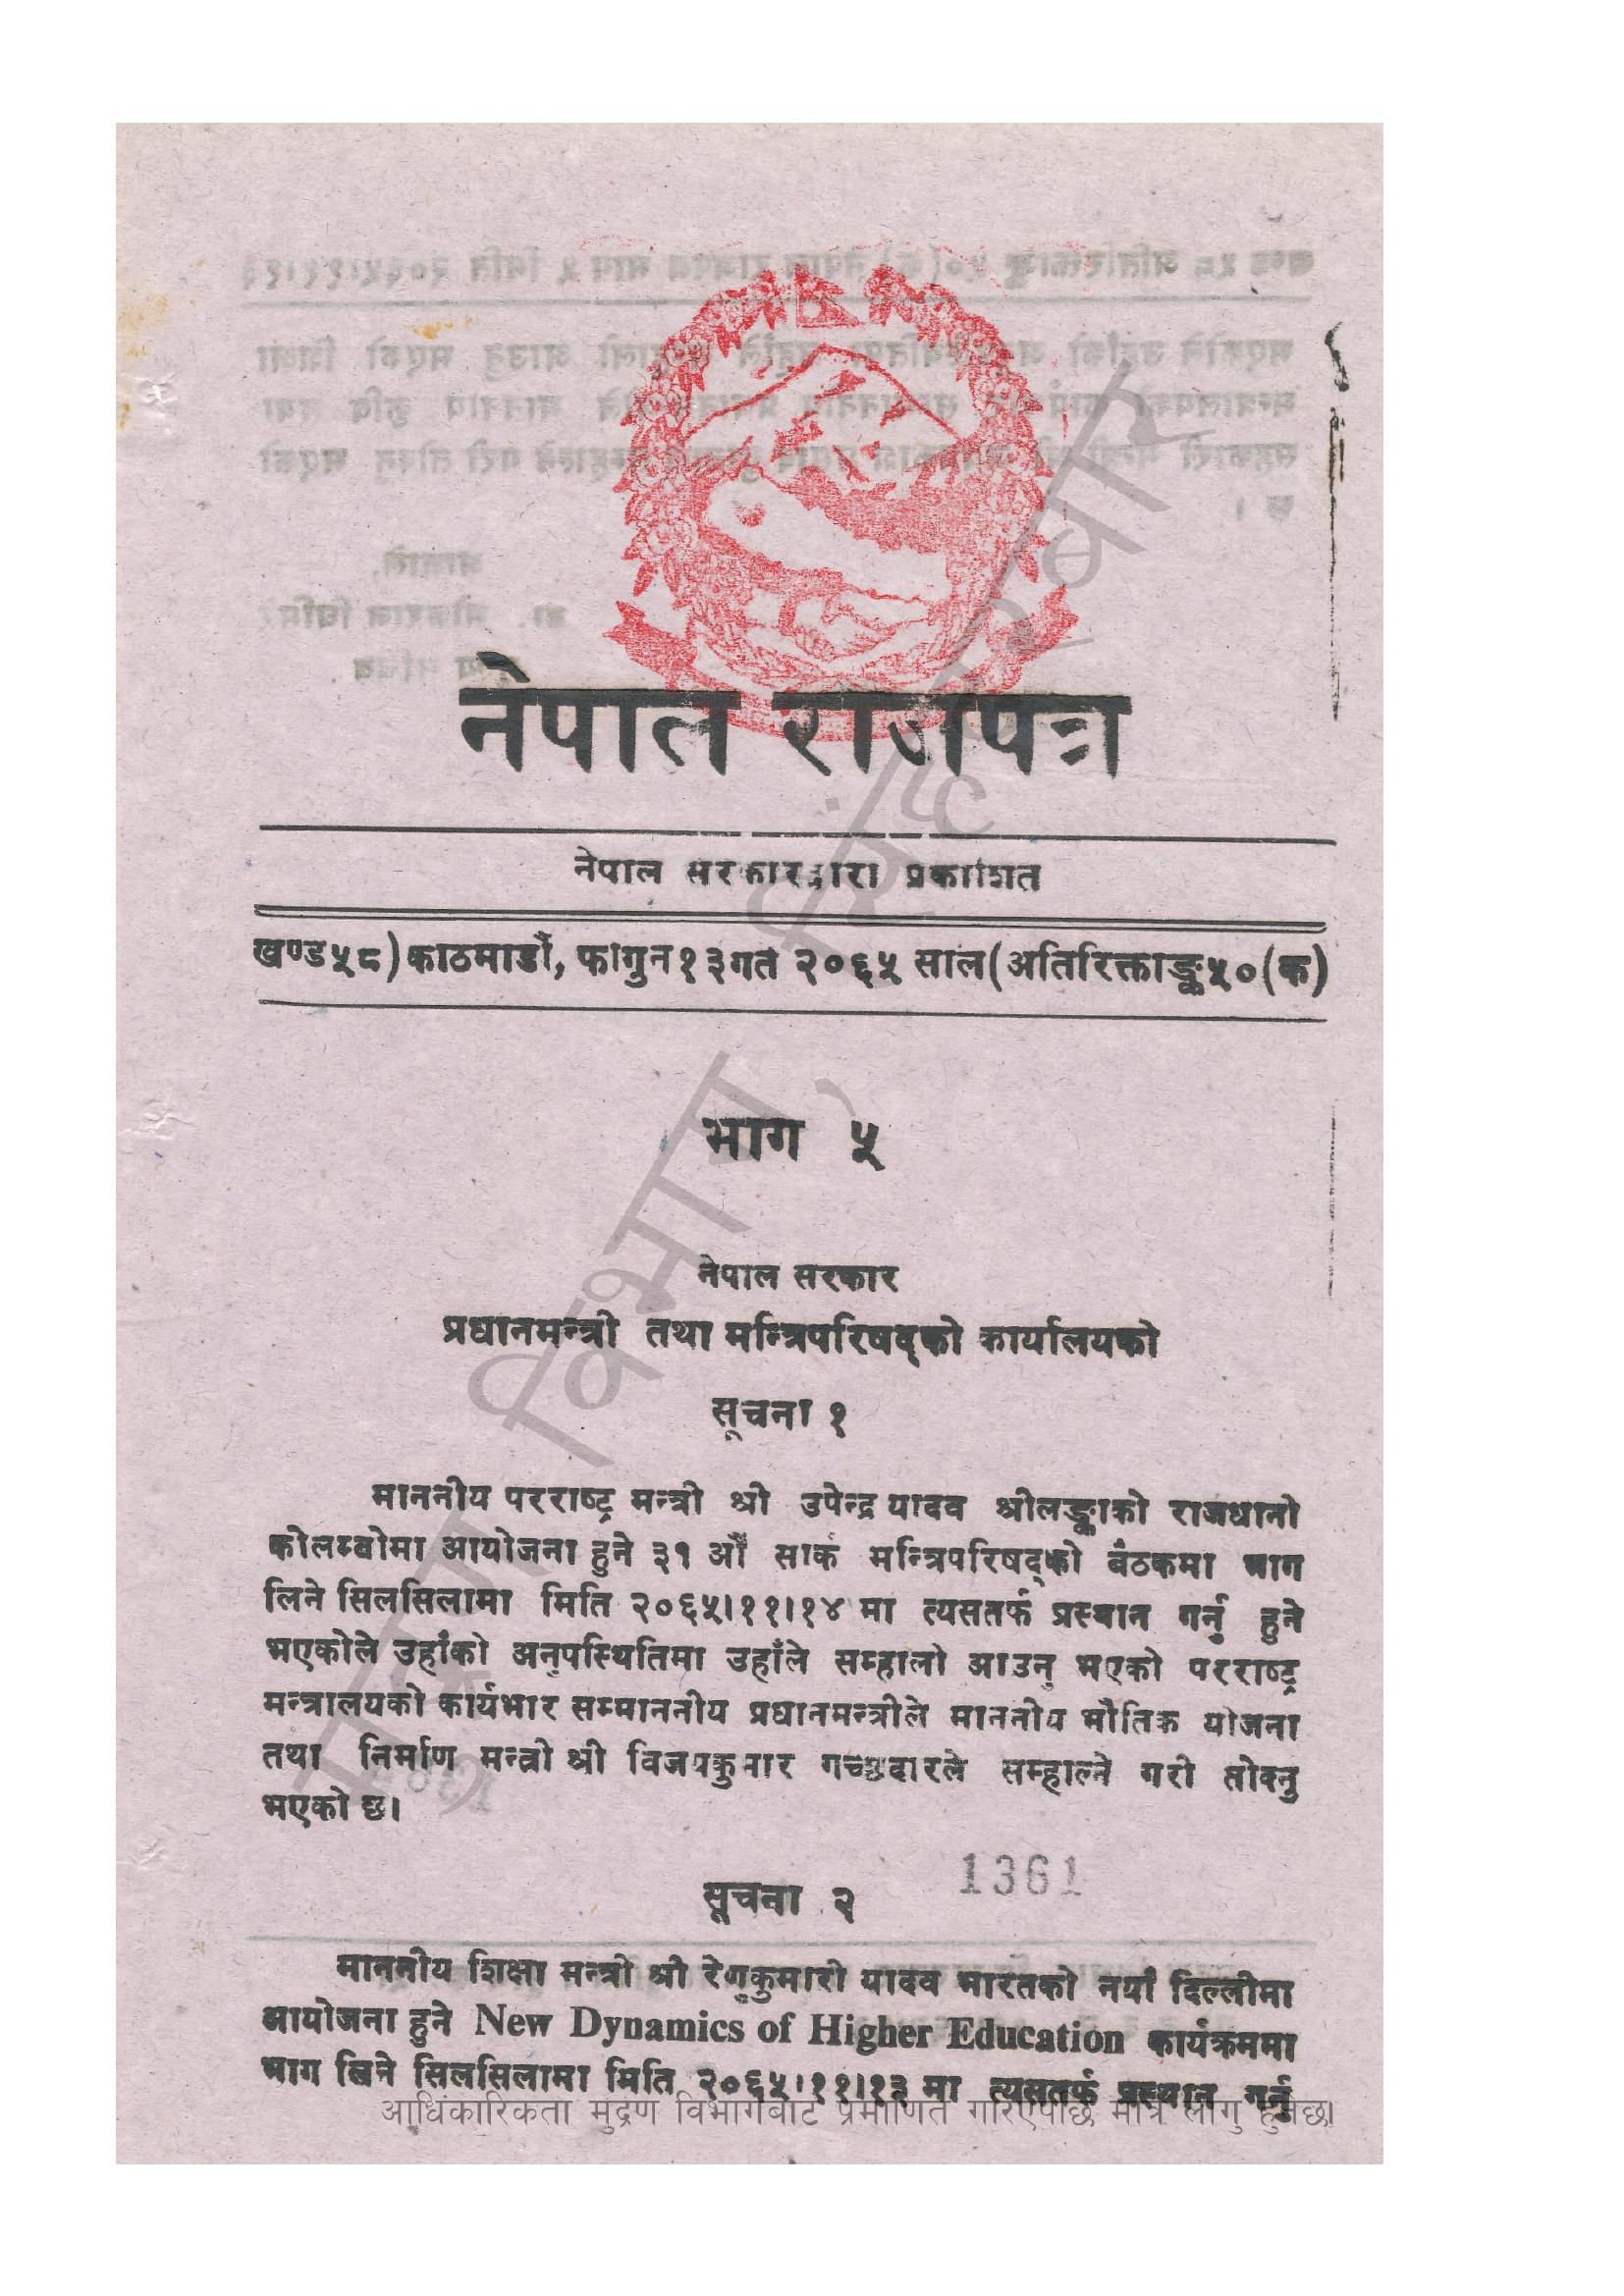 नेपाल राजपत्र
नेपाल सरकारद्वारा प्रकाशित
खण्ड५८) काठमाडौं, फागुन१३गते २०६५ साल(अतिरिक्ताङ्क५०(क)
भाग ५
नेपाल सरकार
प्रधानमन्त्री तथा मन्त्रिपरिषद्को कार्यालयको
सूचना १
माननीय परराष्ट्र मन्त्री श्री उपेन्द्र यादव श्रीलङ्काको राजधानी
कोलम्बोमा आयोजना हुने ३१ औं सार्क मन्त्रिपरिषद्को बैठकमा भाग
लिने सिलसिलामा मिति २०६५।११।१४ मा त्यसतर्फ प्रस्थान गर्नु हुने
भएकोले उहाँको अनुपस्थितिमा उहाँले सम्हाली आउनु भएको परराष्ट्र
मन्त्रालयको कार्यभार सम्माननीय प्रधानमन्त्रीले माननीय भौतिक योजना
तथा निर्माण मन्त्री श्री विजयकुमार गच्छदारले सम्हाल्ने गरी तोक्नु
भएको छ।
1361
सूचना २
माननीय शिक्षा मन्त्री श्री रेणुकुमारी यादव भारतको नयाँ दिल्लीमा
आयोजना हुने New Dynamics of Higher Education कार्यक्रममा
भाग लिने सिलसिलामा मिति २०६५।११।१३ मा त्यसतर्फ प्रस्थान गर्नु
आधिकारिकता मुद्रण विभागबाट प्रमाणित गरिएपछि मात्र लागु हुनेछ।
मुद्रण विभाग, सिंहदरबार